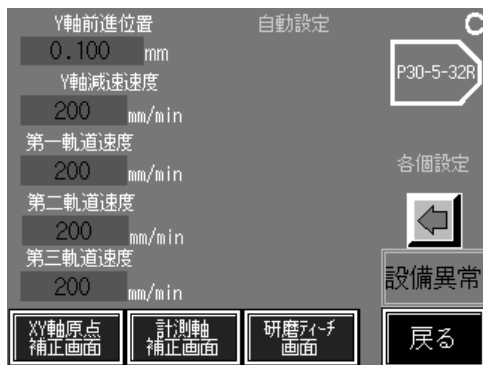 Y軸前進位置
自動設定
C
0.100 mm
P30-5-32R
Y軸減速速度
200 mm/min
第一軌道速度
200 mm/min
各個設定
第二軌道速度
200 mm/min
第三軌道速度
200 mm/min
設備異常
XY軸原点
補正画面
計測軸
補正画面
研磨ティーチ
画面
戻る